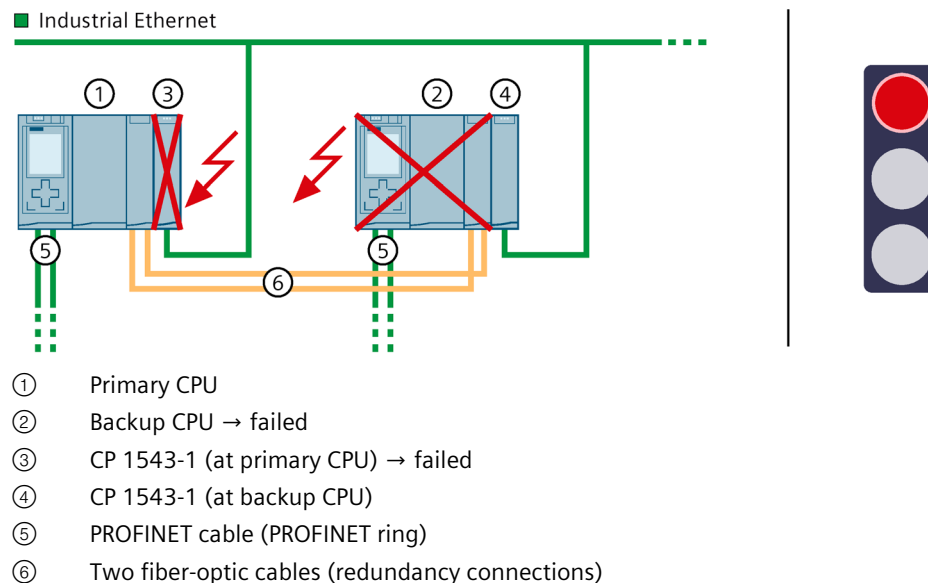 Industrial Ethernet
① ③ ② ④
⑤ ⑤
⑥
① Primary CPU
② Backup CPU → failed
③ CP 1543-1 (at primary CPU) → failed
④ CP 1543-1 (at backup CPU)
⑤ PROFINET cable (PROFINET ring)
⑥ Two fiber-optic cables (redundancy connections)